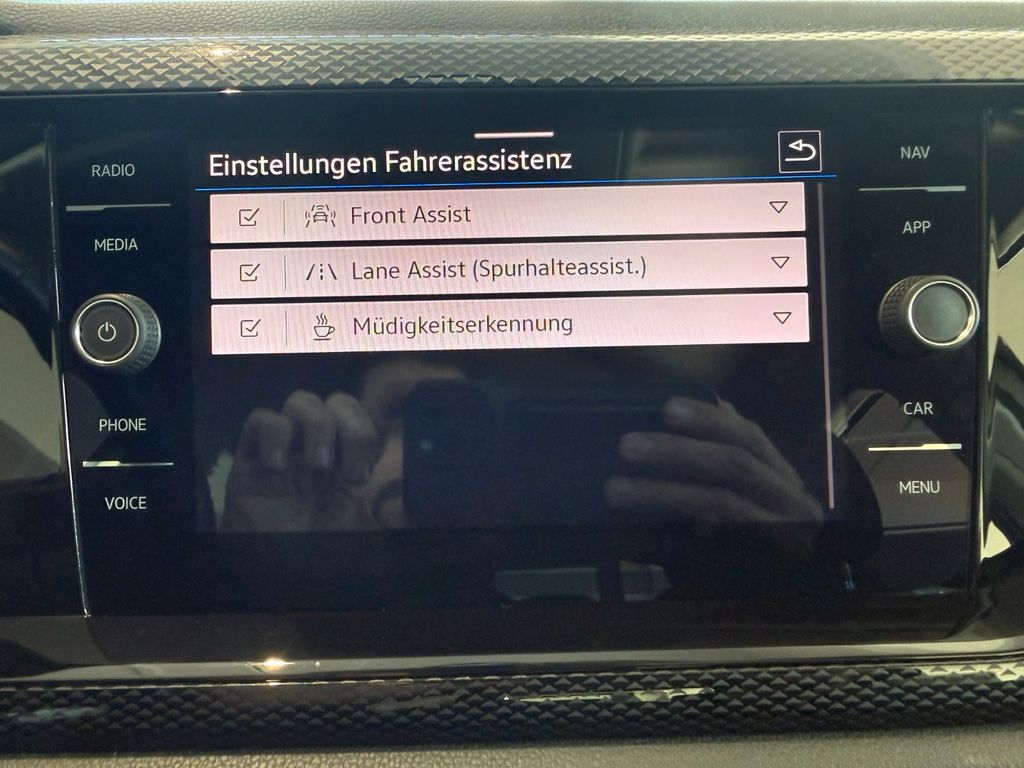 Einstellungen Fahrerassistenz
RADIO
MEDIA
PHONE
VOICE
Front Assist
Lane Assist (Spurhalteassist.)
Müdigkeitserkennung
NAV
APP
CAR
MENU